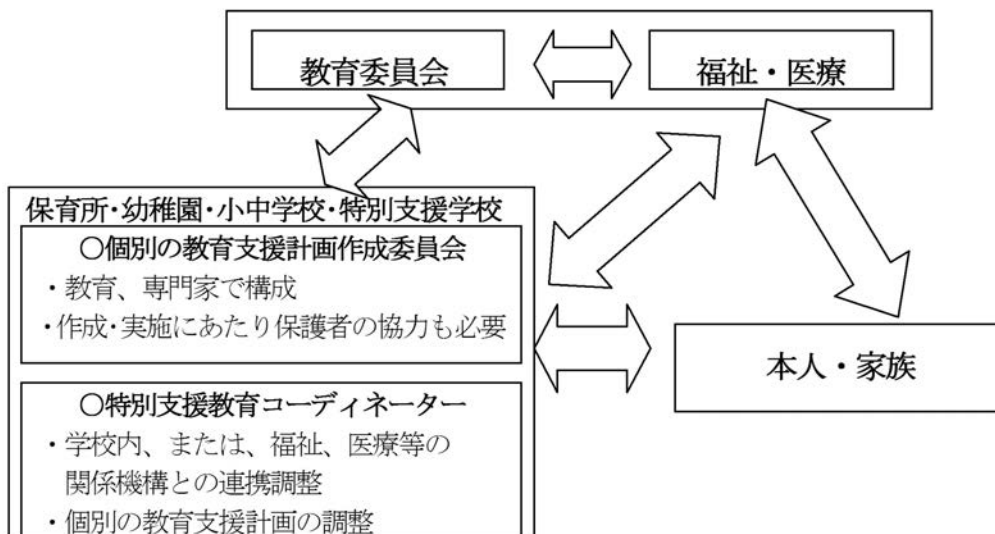 教育委員会
福祉・医療
保育所・幼稚園・小中学校・特別支援学校
〇個別の教育支援計画作成委員会
・教育、専門家で構成
・作成・実施にあたり保護者の協力も必要
本人・家族
〇特別支援教育コーディネーター
・学校内、または、福祉、医療等の
関係機構との連携調整
・個別の教育支援計画の調整